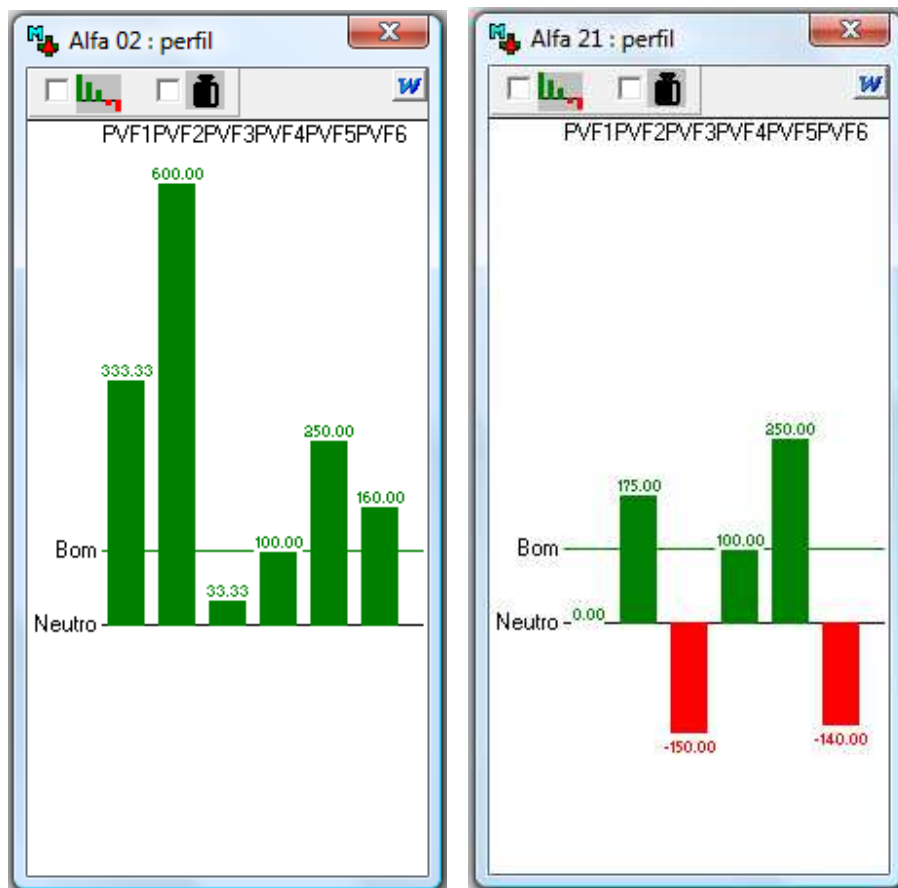 Alfa 02 : perfil
W
PVF1PVF2PVF3PVF4PVF5PVF6
600.00
333.33
250.00
160.00
Bom
100.00
33.33
Neutro
Alfa 21 : perfil
W
PVF1PVF2PVF3PVF4PVF5PVF6
250.00
175.00
Bom
100.00
Neutro
0.00
-150.00
-140.00